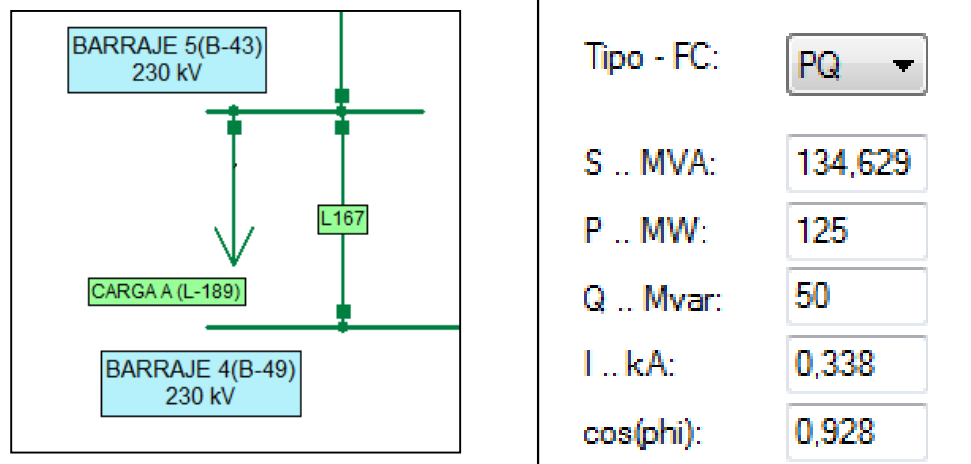 BARRAJE 5(B-43)
230 kV
L167
CARGA A (L-189)
BARRAJE 4(B-49)
230 kV
Tipo - FC:
PQ
S .. MVA:
134,629
P .. MW:
125
Q .. Mvar:
50
I .. kA:
0,338
cos(phi):
0,928